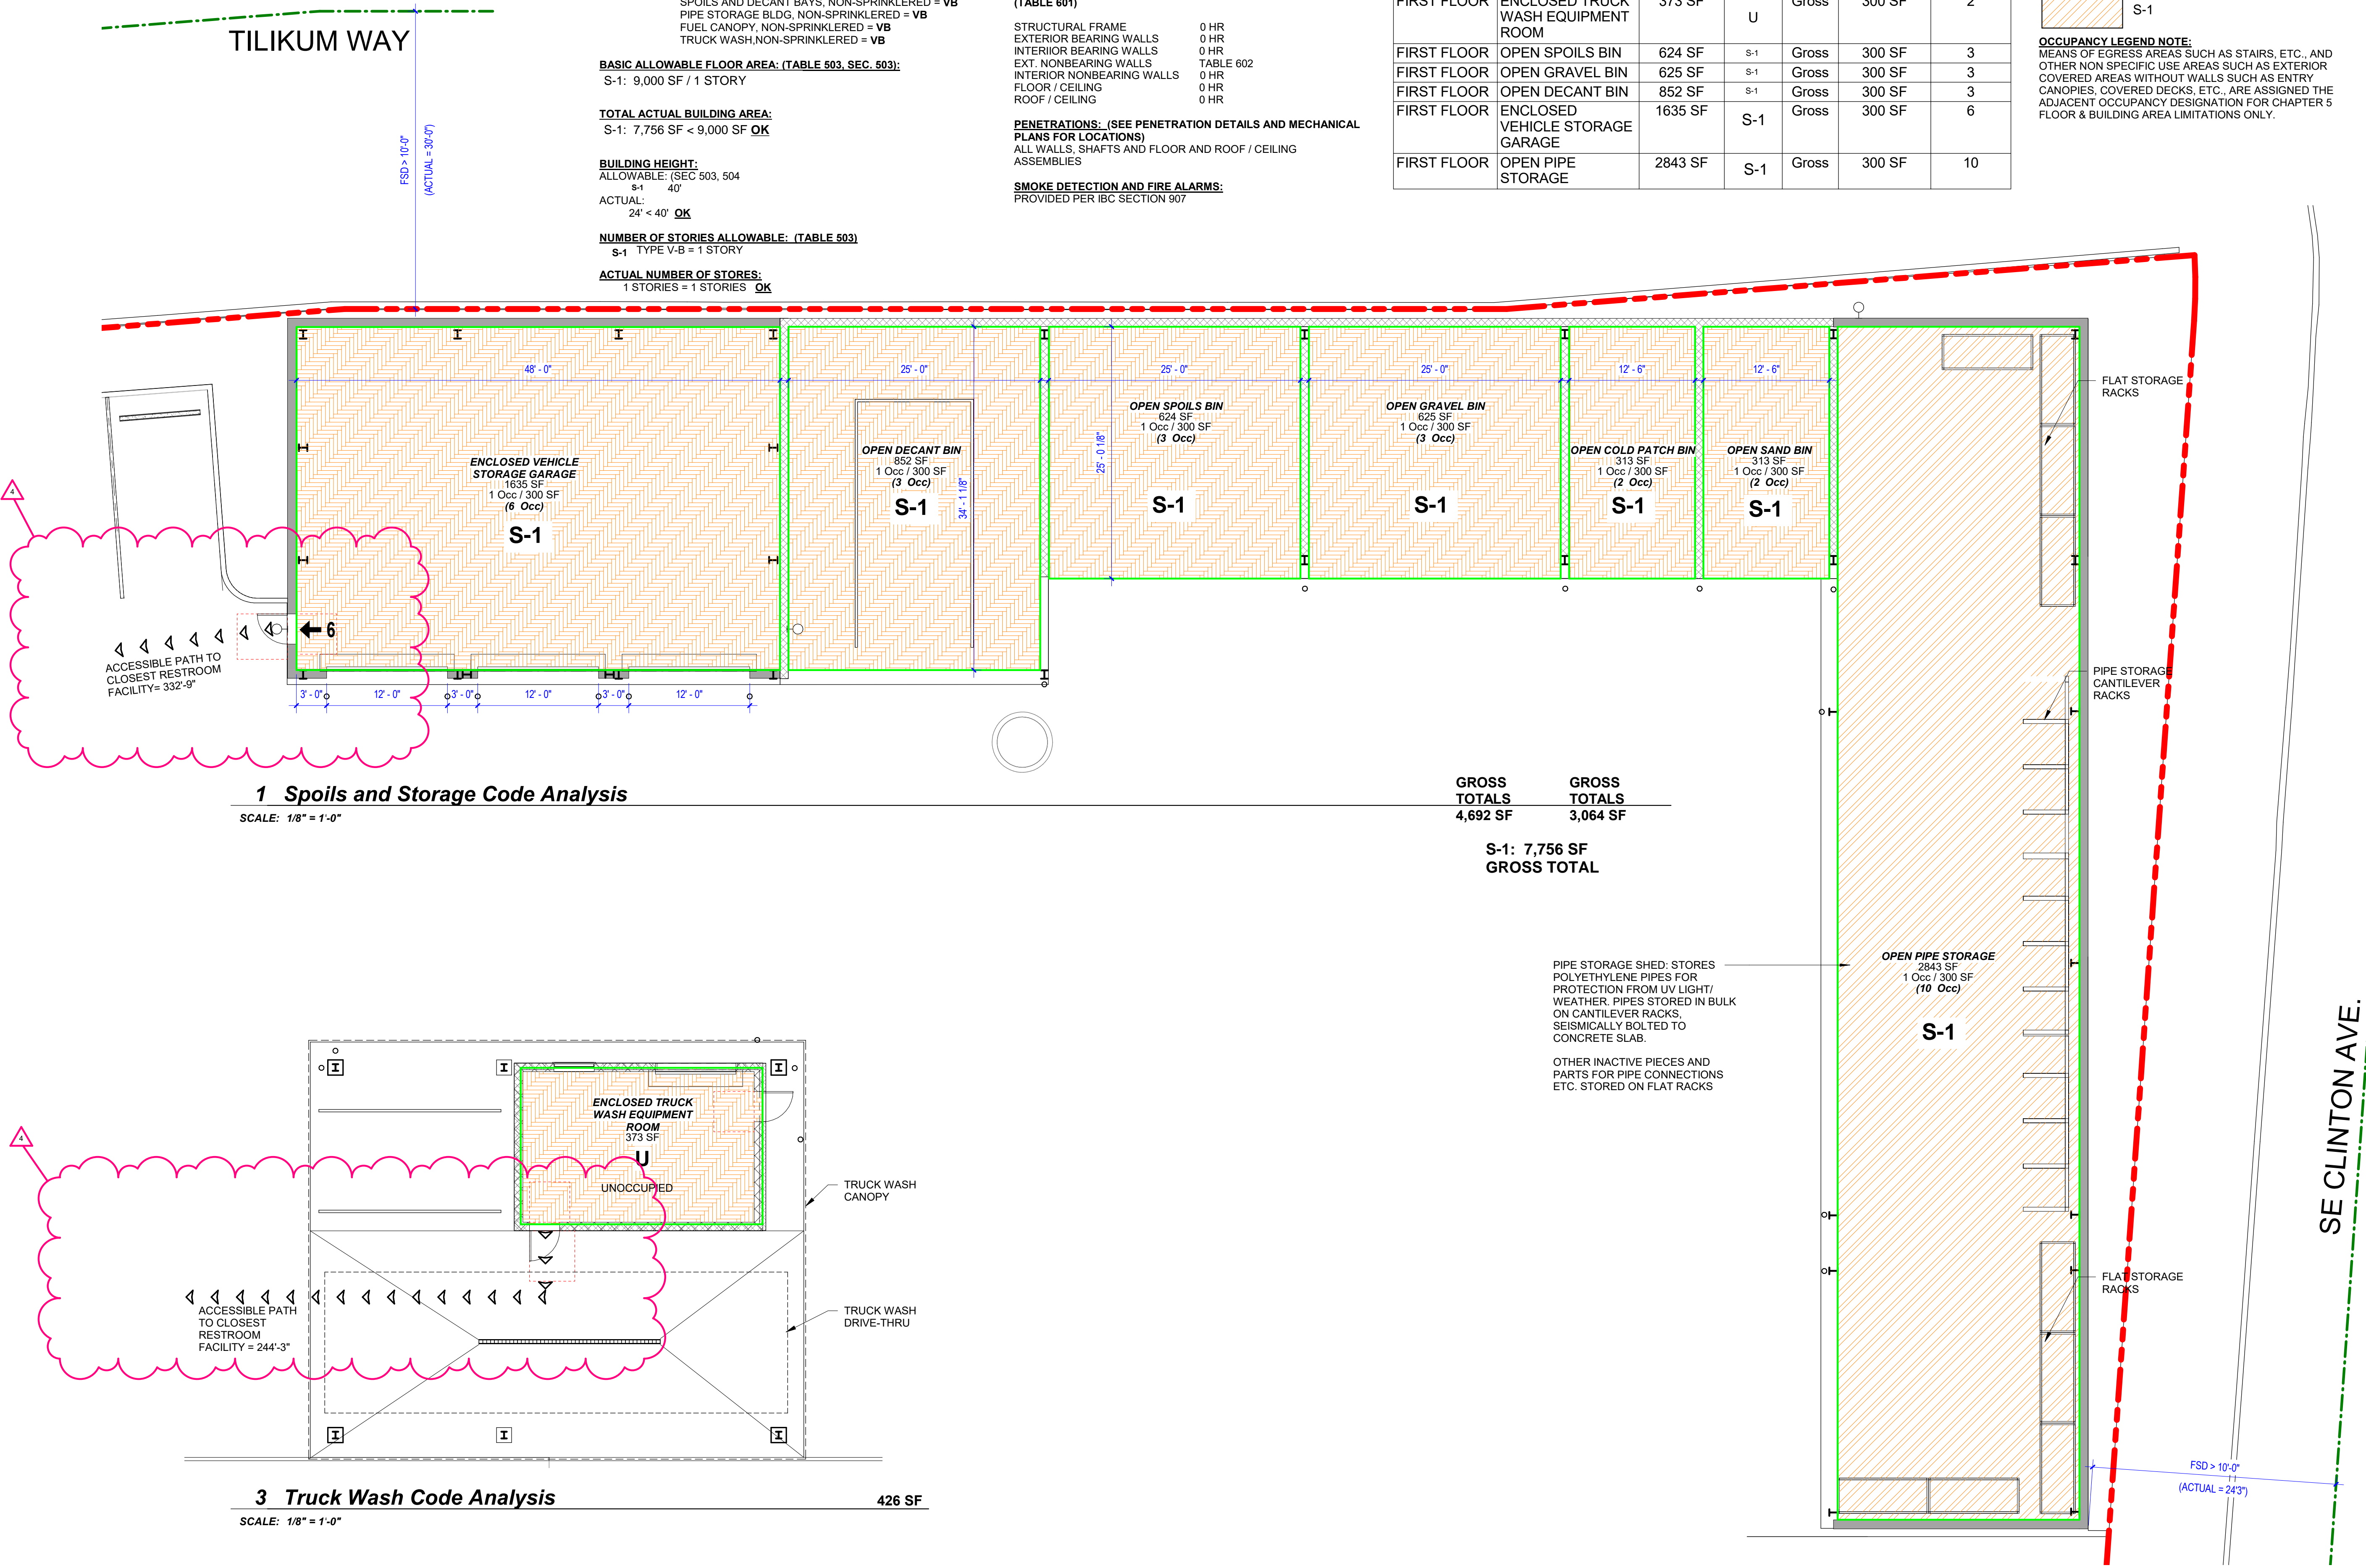 SPOILS AND DECANT BAYS, NON-SPRINKLERED = VB
PIPE STORAGE BLDG, NON-SPRINKLERED = VB
FUEL CANOPY, NON-SPRINKLERED = VB
TRUCK WASH,NON-SPRINKLERED = VB
BASIC ALLOWABLE FLOOR AREA: (TABLE 503, SEC. 503):
S-1: 9,000 SF / 1 STORY
TOTAL ACTUAL BUILDING AREA:
S-1: 7,756 SF < 9,000 SF OK
BUILDING HEIGHT:
ALLOWABLE: (SEC 503, 504
S-1 40'
ACTUAL:
24' < 40' OK
NUMBER OF STORIES ALLOWABLE: (TABLE 503)
S-1 TYPE V-B = 1 STORY
ACTUAL NUMBER OF STORES:
1 STORIES = 1 STORIES OK
(TABLE 601)
STRUCTURAL FRAME 0 HR
EXTERIOR BEARING WALLS 0 HR
INTERIIOR BEARING WALLS 0 HR
EXT. NONBEARING WALLS TABLE 602
INTERIOR NONBEARING WALLS 0 HR
FLOOR / CEILING 0 HR
ROOF / CEILING 0 HR
PENETRATIONS: (SEE PENETRATION DETAILS AND MECHANICAL
PLANS FOR LOCATIONS)
ALL WALLS, SHAFTS AND FLOOR AND ROOF / CEILING
ASSEMBLIES
SMOKE DETECTION AND FIRE ALARMS:
PROVIDED PER IBC SECTION 907
FIRST FLOOR ENCLOSED TRUCK 373 SF U Gross 300 SF 2
WASH EQUIPMENT
ROOM
FIRST FLOOR OPEN SPOILS BIN 624 SF S-1 Gross 300 SF 3
FIRST FLOOR OPEN GRAVEL BIN 625 SF S-1 Gross 300 SF 3
FIRST FLOOR OPEN DECANT BIN 852 SF S-1 Gross 300 SF 3
FIRST FLOOR ENCLOSED 1635 SF S-1 Gross 300 SF 6
VEHICLE STORAGE
GARAGE
FIRST FLOOR OPEN PIPE 2843 SF S-1 Gross 300 SF 10
STORAGE
S-1
OCCUPANCY LEGEND NOTE:
MEANS OF EGRESS AREAS SUCH AS STAIRS, ETC., AND
OTHER NON SPECIFIC USE AREAS SUCH AS EXTERIOR
COVERED AREAS WITHOUT WALLS SUCH AS ENTRY
CANOPIES, COVERED DECKS, ETC., ARE ASSIGNED THE
ADJACENT OCCUPANCY DESIGNATION FOR CHAPTER 5
FLOOR & BUILDING AREA LIMITATIONS ONLY.
TILIKUM WAY
FSD > 10'-0"
(ACTUAL = 30'-0")
48' - 0"
25' - 0"
25' - 0"
25' - 0"
12' - 6"
12' - 6"
ENCLOSED VEHICLE
STORAGE GARAGE
1635 SF
1 Occ / 300 SF
(6 Occ)
S-1
OPEN DECANT BIN
852 SF
1 Occ / 300 SF
(3 Occ)
S-1
34' - 1 1/8"
25' - 0 1/8"
OPEN SPOILS BIN
624 SF
1 Occ / 300 SF
(3 Occ)
S-1
OPEN GRAVEL BIN
625 SF
1 Occ / 300 SF
(3 Occ)
S-1
OPEN COLD PATCH BIN
313 SF
1 Occ / 300 SF
(2 Occ)
S-1
OPEN SAND BIN
313 SF
1 Occ / 300 SF
(2 Occ)
S-1
FLAT STORAGE
RACKS
4
6
ACCESSIBLE PATH TO
CLOSEST RESTROOM
FACILITY= 332'-9"
3' - 0"
12' - 0"
3' - 0"
12' - 0"
3' - 0"
12' - 0"
PIPE STORAGE
CANTILEVER
RACKS
1 Spoils and Storage Code Analysis
SCALE: 1/8" = 1'-0"
GROSS
TOTALS
4,692 SF
GROSS
TOTALS
3,064 SF
S-1: 7,756 SF
GROSS TOTAL
PIPE STORAGE SHED: STORES
POLYETHYLENE PIPES FOR
PROTECTION FROM UV LIGHT/
WEATHER. PIPES STORED IN BULK
ON CANTILEVER RACKS,
SEISMICALLY BOLTED TO
CONCRETE SLAB.
OTHER INACTIVE PIECES AND
PARTS FOR PIPE CONNECTIONS
ETC. STORED ON FLAT RACKS
OPEN PIPE STORAGE
2843 SF
1 Occ / 300 SF
(10 Occ)
S-1
SE CLINTON AVE.
4
ENCLOSED TRUCK
WASH EQUIPMENT
ROOM
373 SF
U
UNOCCUPIED
TRUCK WASH
CANOPY
ACCESSIBLE PATH
TO CLOSEST
RESTROOM
FACILITY = 244'-3"
TRUCK WASH
DRIVE-THRU
FLAT STORAGE
RACKS
FSD > 10'-0"
(ACTUAL = 24'3")
3 Truck Wash Code Analysis 426 SF
SCALE: 1/8" = 1'-0"